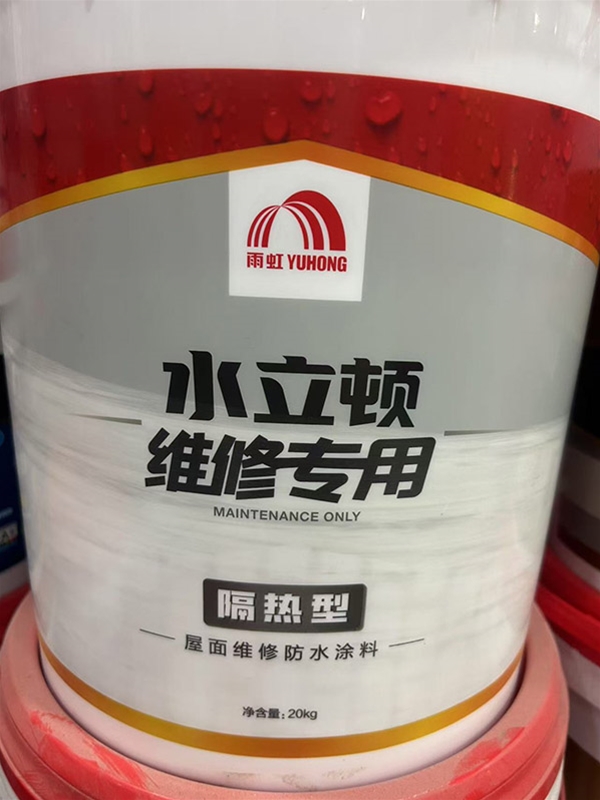 雨虹 YUHONG
水立顿
维修专用
MAINTENANCE ONLY
隔热型
屋面维修防水涂料
净含量：20kg